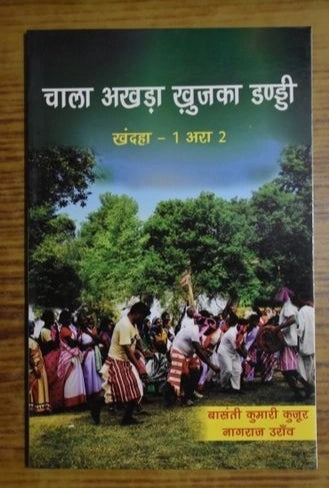 चाला अखड़ा ख़ुजका डण्डी
खंदहा - 1 अरा 2
बासंती कुमारी कुजूर
नागराज उराँव